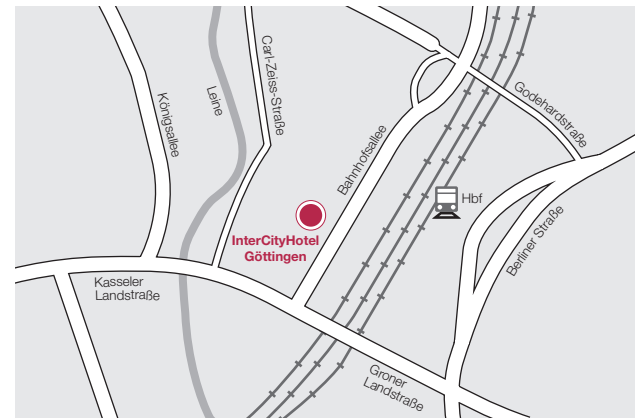 Königsallee
Leine
Carl-Zeiss-Straße
Bahnhofsallee
Godehardstraße
Hbf
Berliner Straße
InterCityHotel
Göttingen
Kasseler
Landstraße
Groner
Landstraße